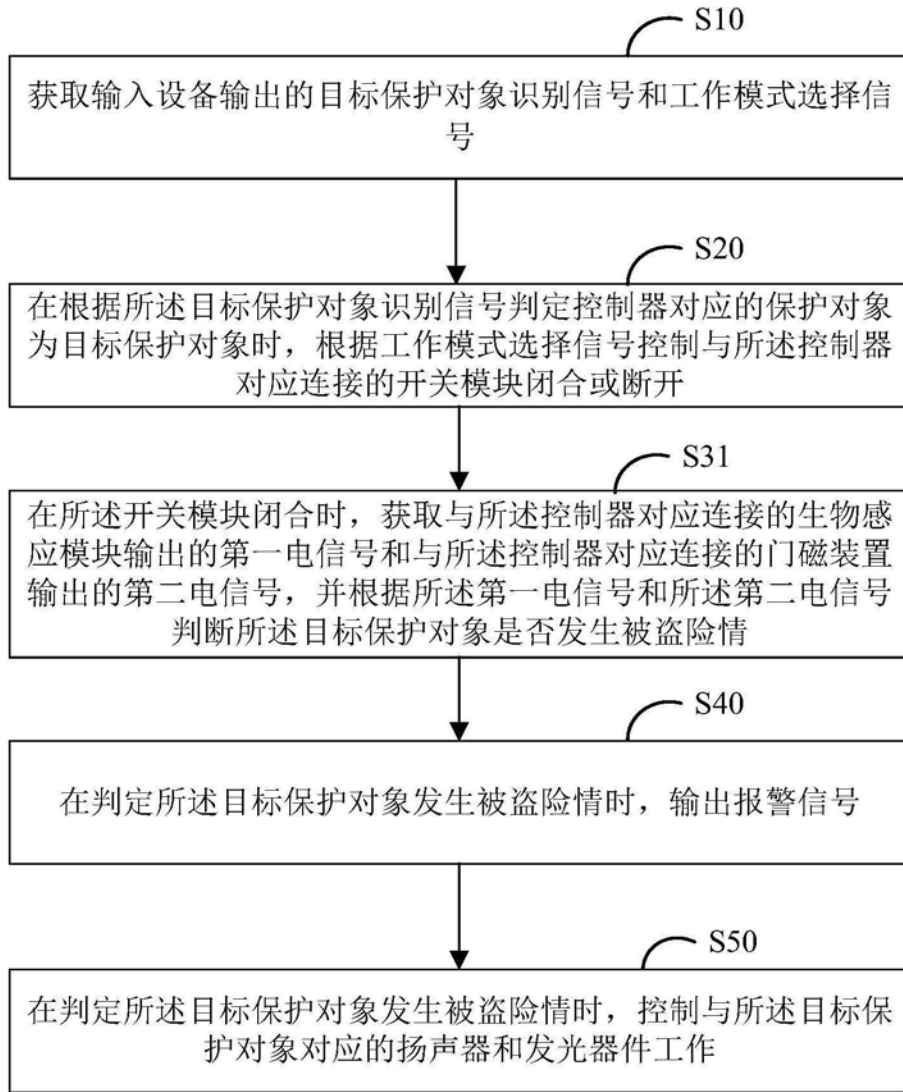 S10
获取输入设备输出的目标保护对象识别信号和工作模式选择信
号
S20
在根据所述目标保护对象识别信号判定控制器对应的保护对象
为目标保护对象时，根据工作模式选择信号控制与所述控制器
对应连接的开关模块闭合或断开
S31
在所述开关模块闭合时，获取与所述控制器对应连接的生物感
应模块输出的第一电信号和与所述控制器对应连接的门磁装置
输出的第二电信号，并根据所述第一电信号和所述第二电信号
判断所述目标保护对象是否发生被盗险情
S40
在判定所述目标保护对象发生被盗险情时，输出报警信号
S50
在判定所述目标保护对象发生被盗险情时，控制与所述目标保
护对象对应的扬声器和发光器件工作